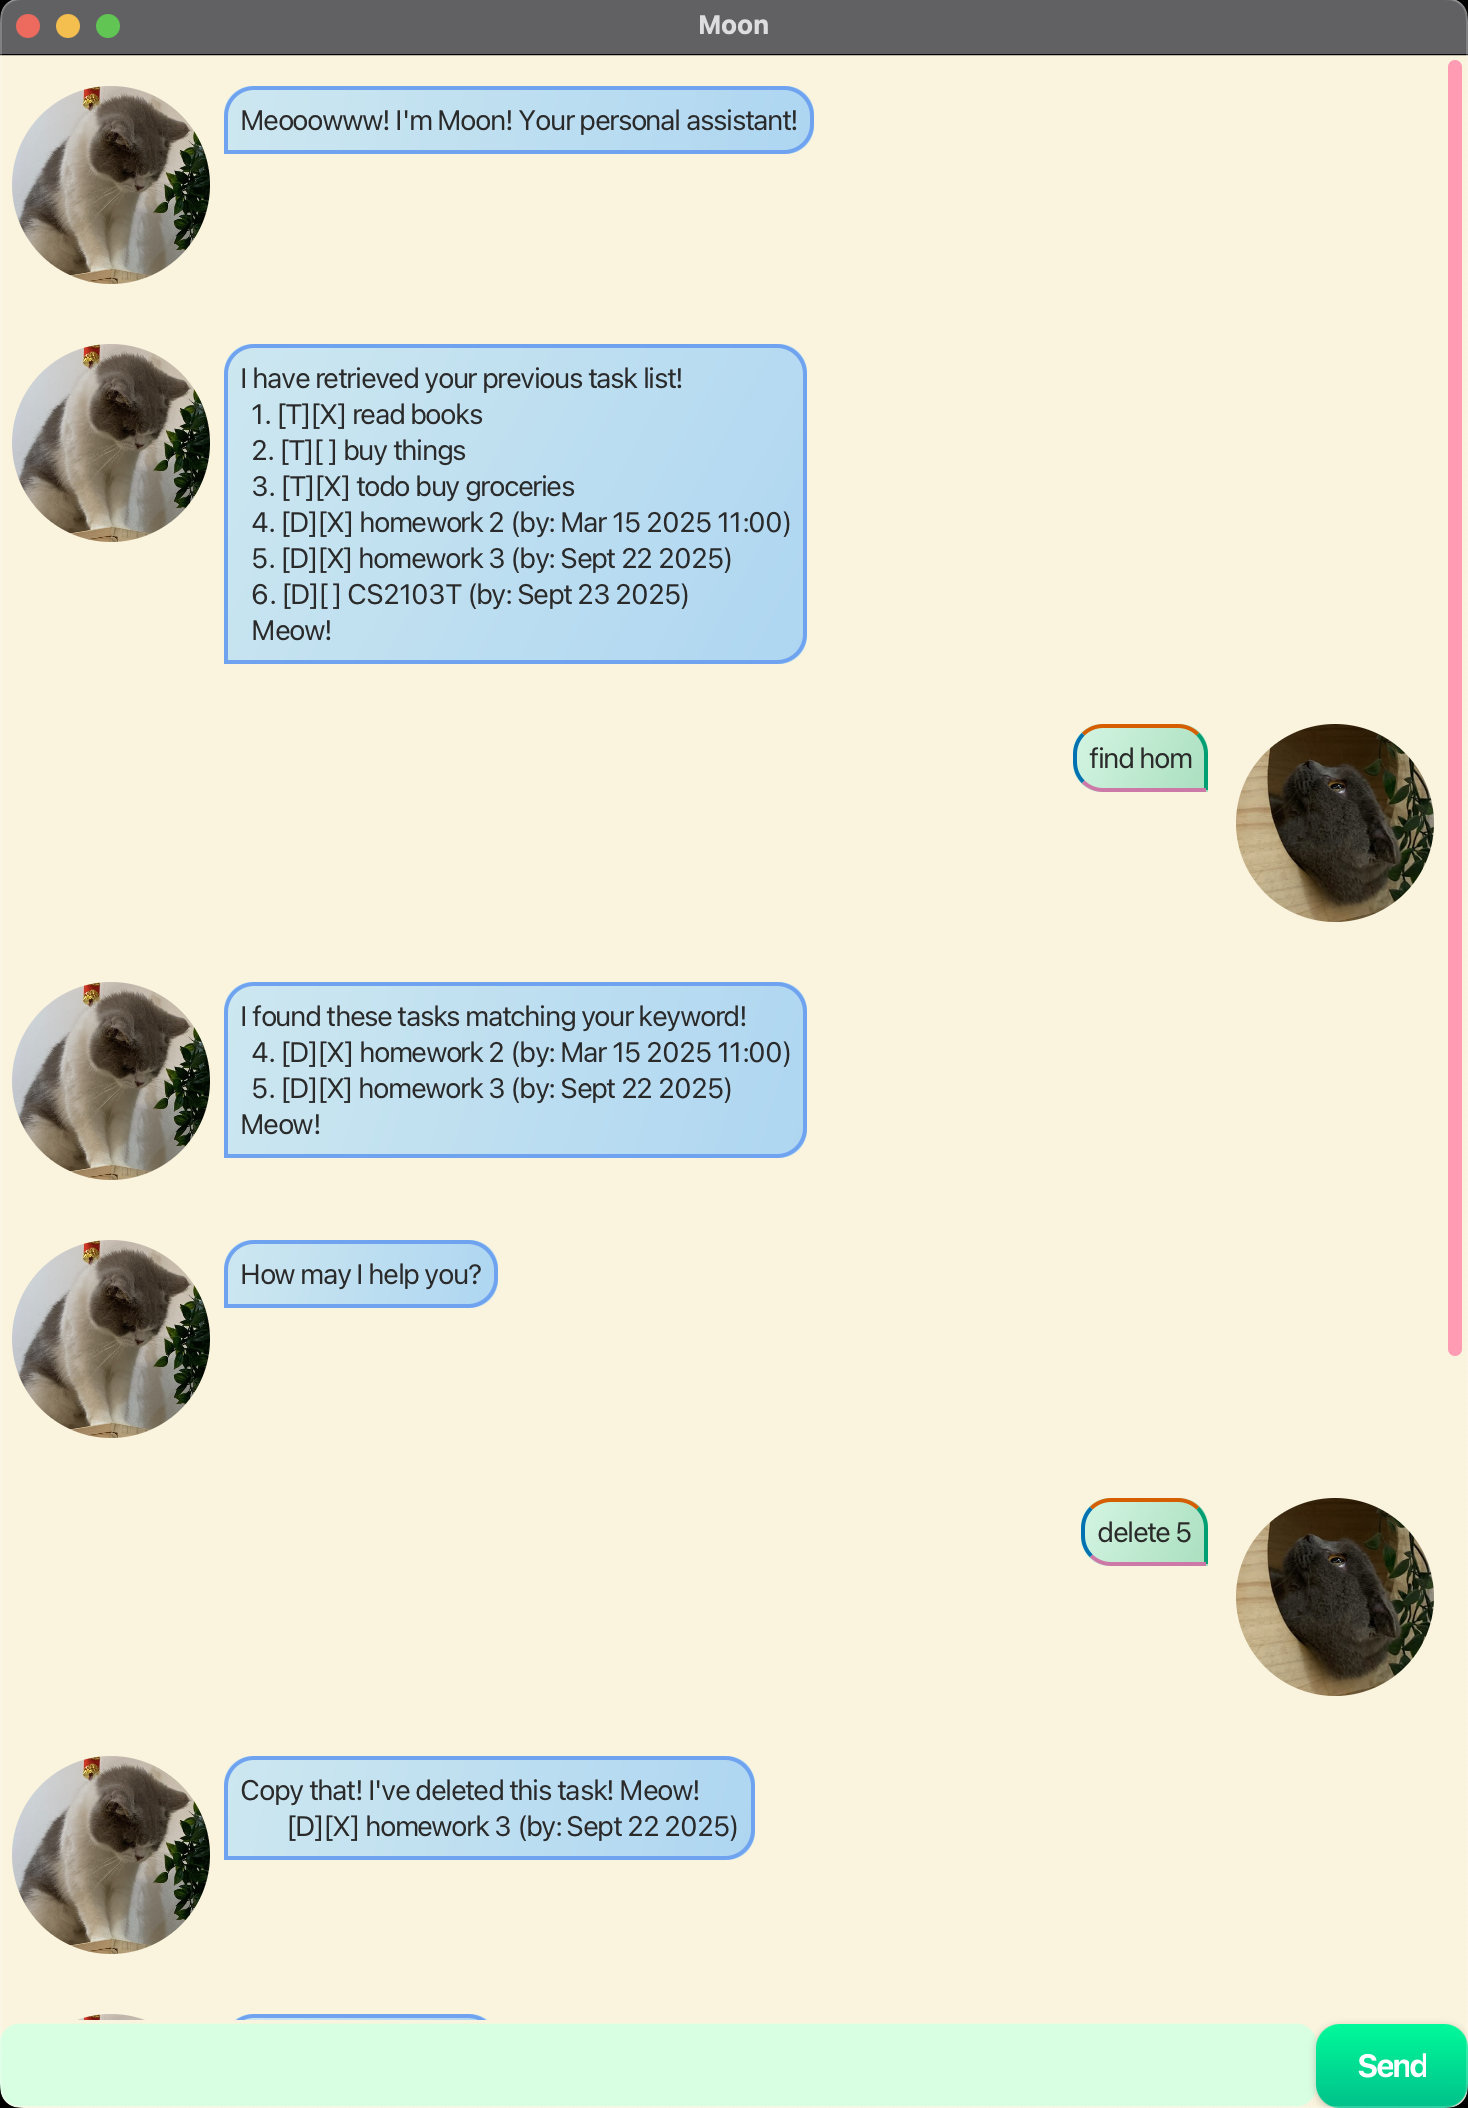 Moon
Meooowww! I'm Moon! Your personal assistant!
I have retrieved your previous task list!
1. [T][X] read books
2. [T][ ] buy things
3. [T][X] todo buy groceries
4. [D][X] homework 2 (by: Mar 15 2025 11:00)
5. [D][X] homework 3 (by: Sept 22 2025)
6. [D][ ] CS2103T (by: Sept 23 2025)
Meow!
find hom
I found these tasks matching your keyword!
4. [D][X] homework 2 (by: Mar 15 2025 11:00)
5. [D][X] homework 3 (by: Sept 22 2025)
Meow!
How may I help you?
delete 5
Copy that! I've deleted this task! Meow!
[D][X] homework 3 (by: Sept 22 2025)
Send